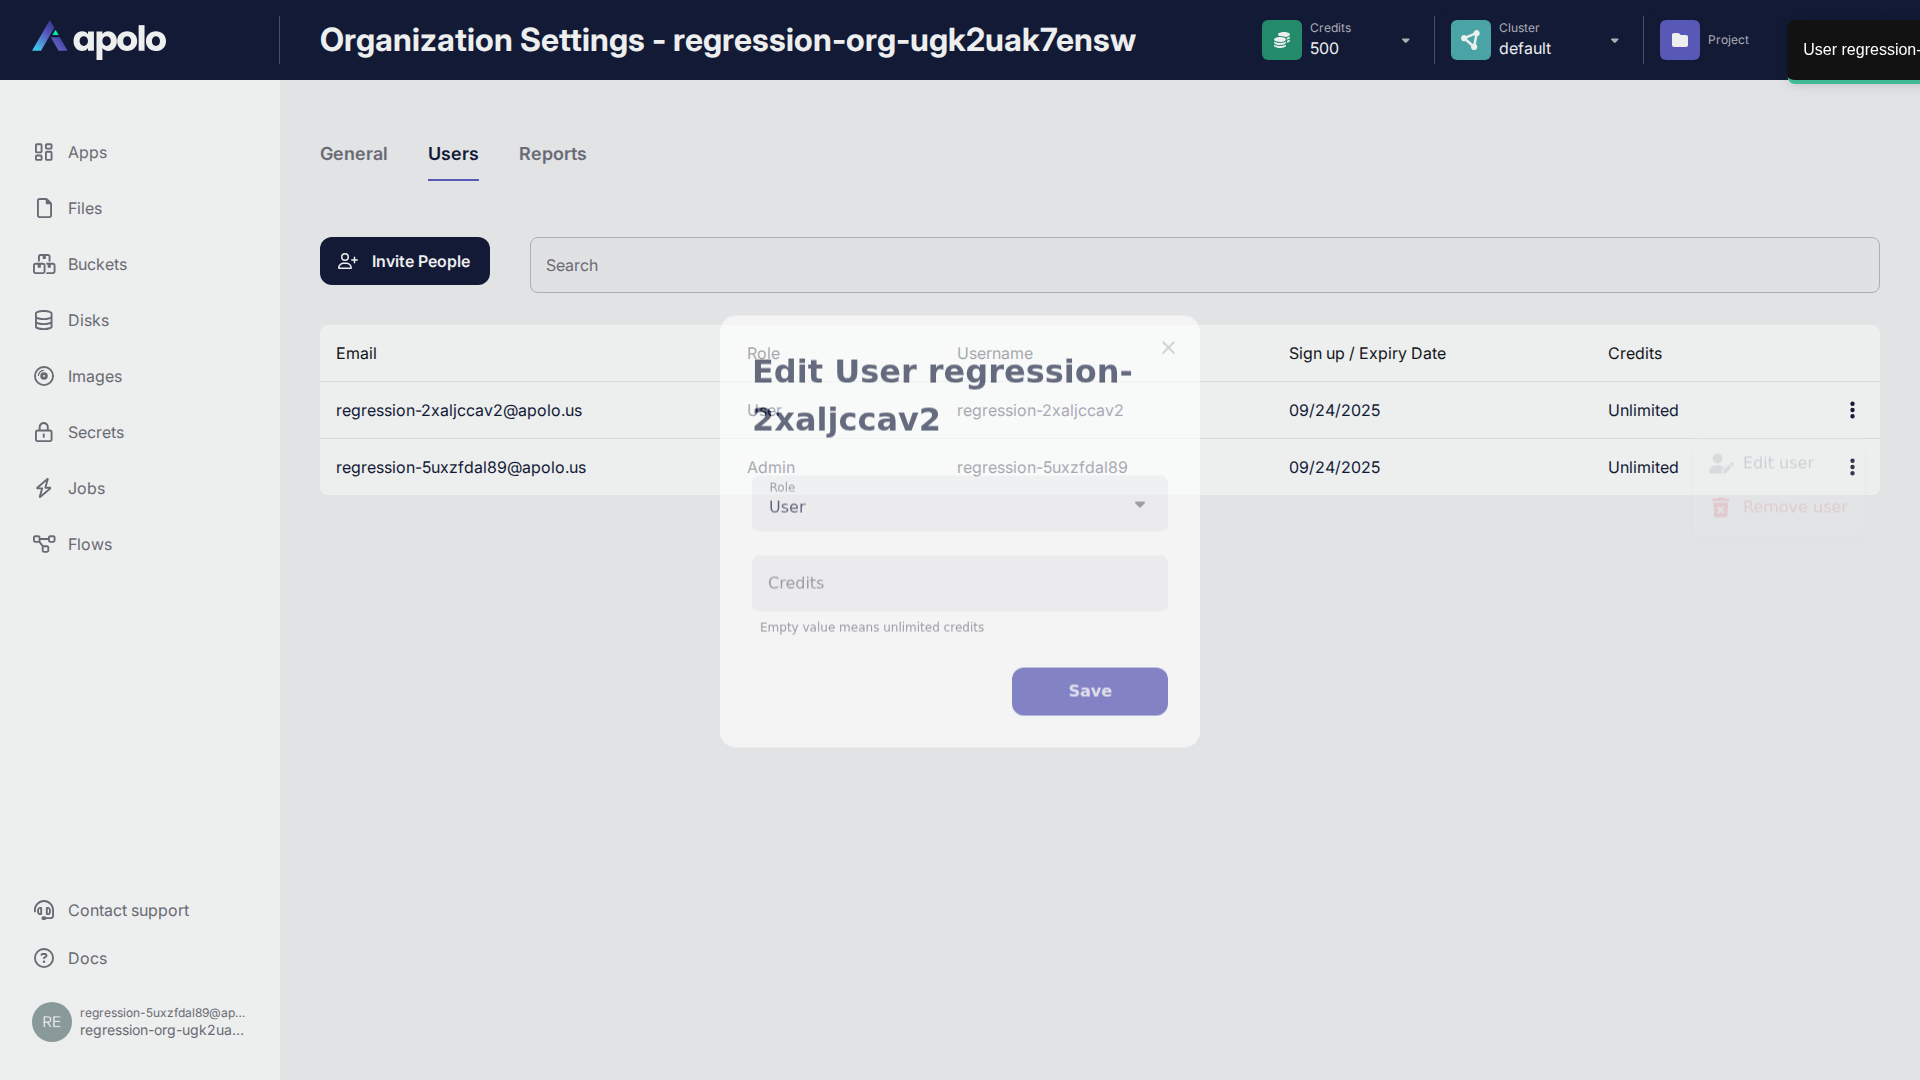 apolo
Organization Settings - regression-org-ugk2uak7ensw
Credits
500
Cluster
default
Project
User regression-
Apps
Files
Buckets
Disks
Images
Secrets
Jobs
Flows
General
Users
Reports
Invite People
Search
Email
Role
Username
Sign up / Expiry Date
Credits
regression-2xaljccav2@apolo.us
User
regression-2xaljccav2
09/24/2025
Unlimited
regression-5uxzfdal89@apolo.us
Admin
regression-5uxzfdal89
09/24/2025
Unlimited
Edit user
Remove user
Edit User regression-
2xaljccav2
Role
User
Credits
Empty value means unlimited credits
Save
Contact support
Docs
RE
regression-5uxzfdal89@ap...
regression-org-ugk2ua...